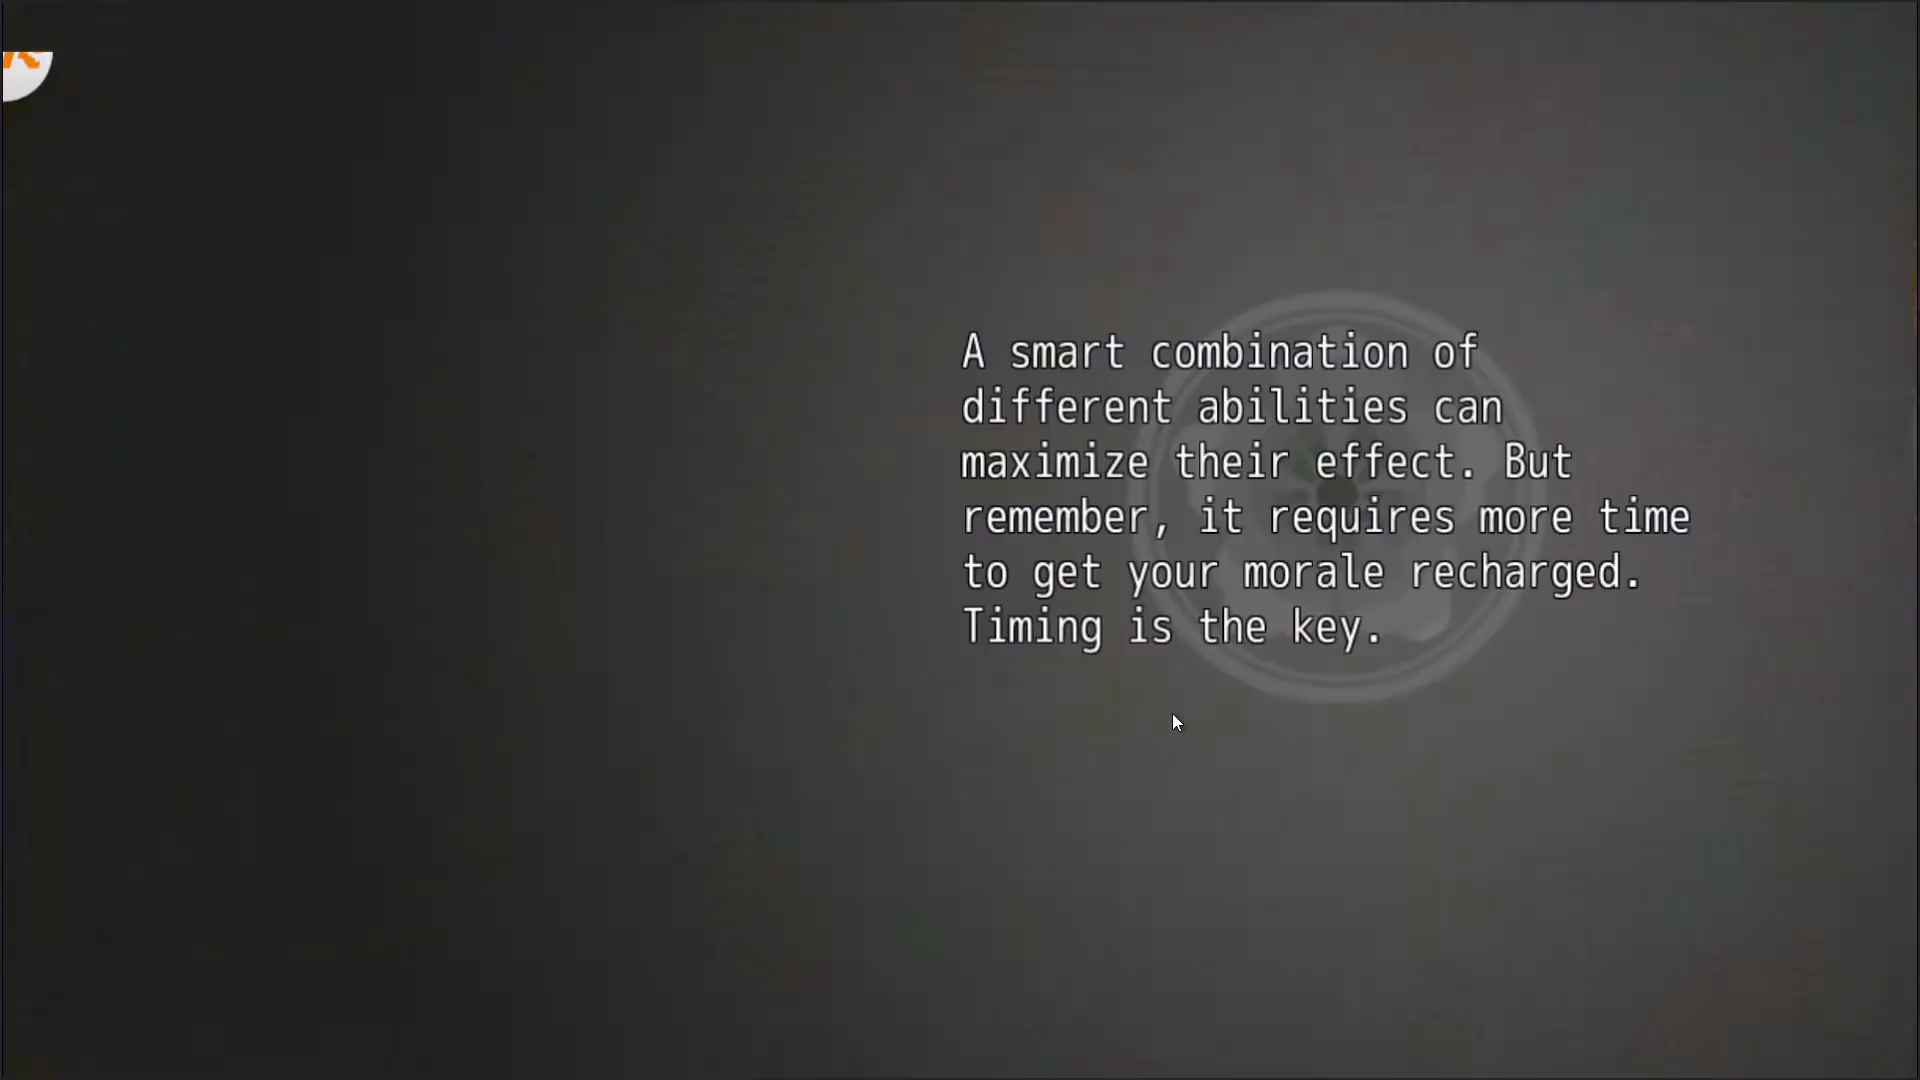 A smart combination of
different abilities can
maximize their effect. But
remember, it requires more time
to get your morale recharged.
Timing is the key.